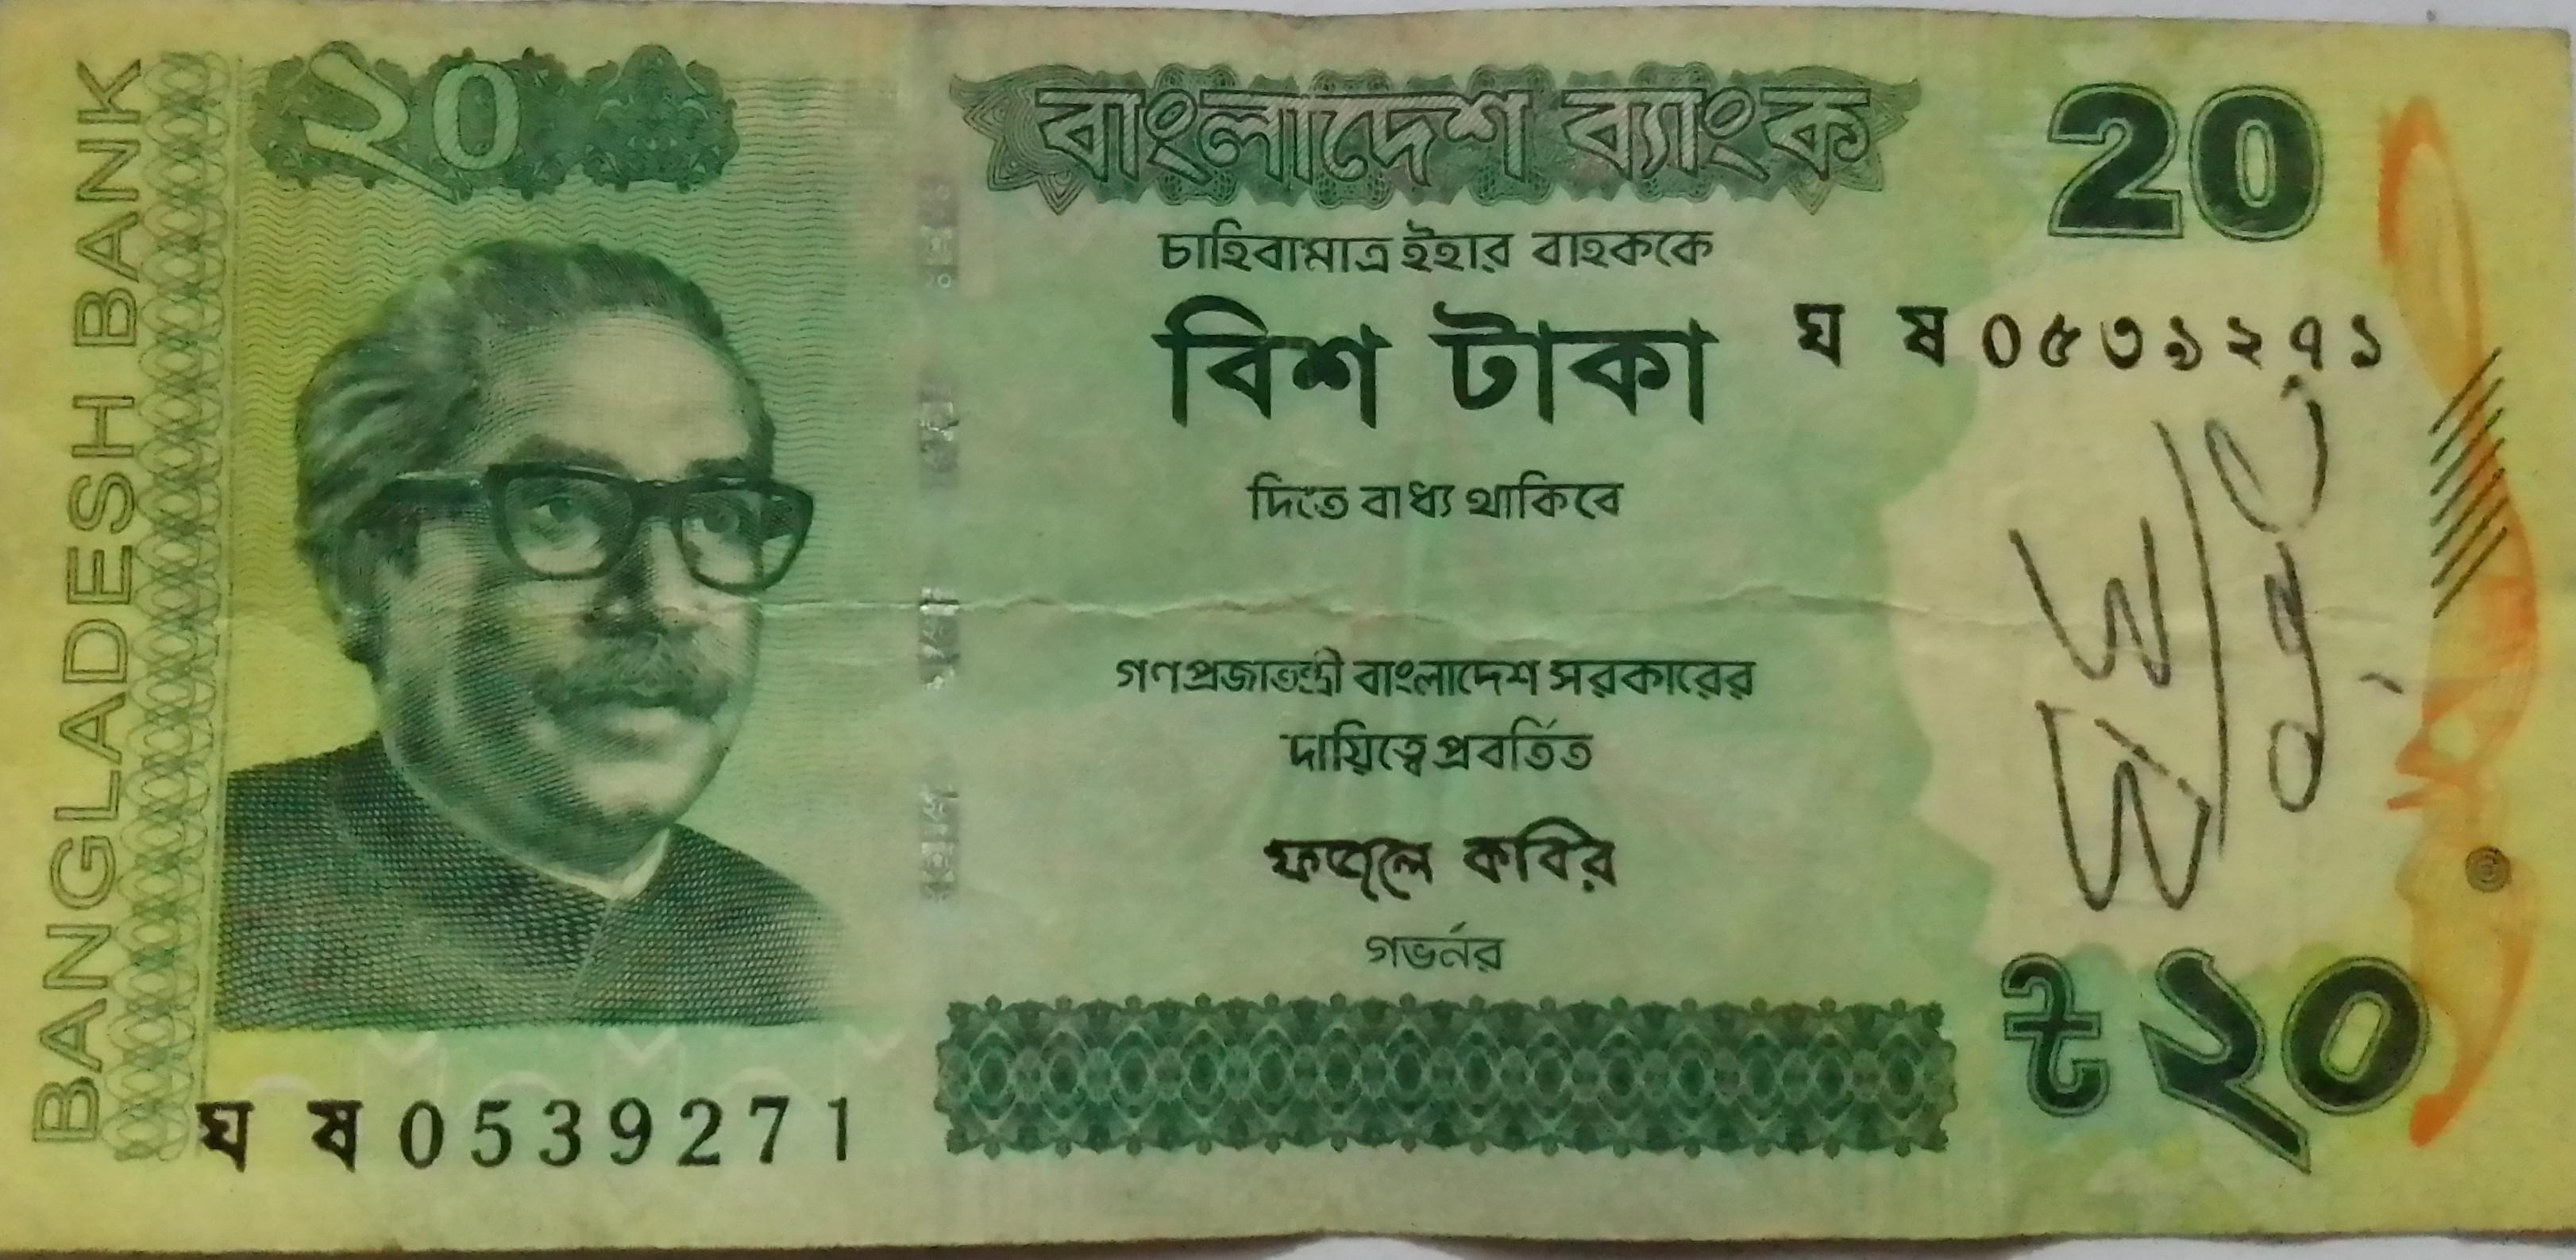 BANGLADESH BANK
২০
বাংলাদেশ ব্যাংক
20
চাহিবামাত্র ইহার বাহককে
বিশ টাকা
ঘ ষ ০৫৩৯২৭১
দিতে বাধ্য থাকিবে
গণপ্রজাতন্ত্রী বাংলাদেশ সরকারের
দায়িত্বে প্রবর্তিত
ফজলে কবির
গভর্নর
৳২০
ঘ ষ 0539271